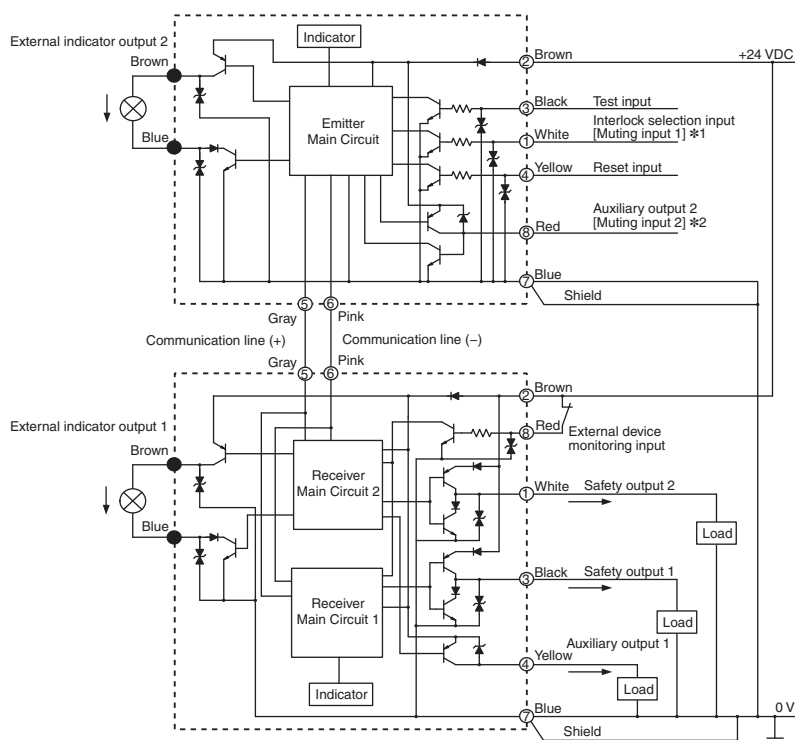 External indicator output 2
Indicator
Brown
Blue
Emitter
Main Circuit
② Brown
+24 VDC
③ Black
Test input
① White
Interlock selection input
[Muting input 1] ✻1
④ Yellow
Reset input
⑧ Red
Auxiliary output 2
[Muting input 2] ✻2
⑦ Blue
Shield
⑤ ⑥
Gray
Pink
Communication line (+)
Communication line (−)
Gray
Pink
⑤ ⑥
External indicator output 1
Brown
Blue
② Brown
⑧ Red
External device
monitoring input
Receiver
Main Circuit 2
① White
Safety output 2
Load
③ Black
Safety output 1
Load
Receiver
Main Circuit 1
④ Yellow
Auxiliary output 1
Load
Indicator
⑦ Blue
0 V
Shield